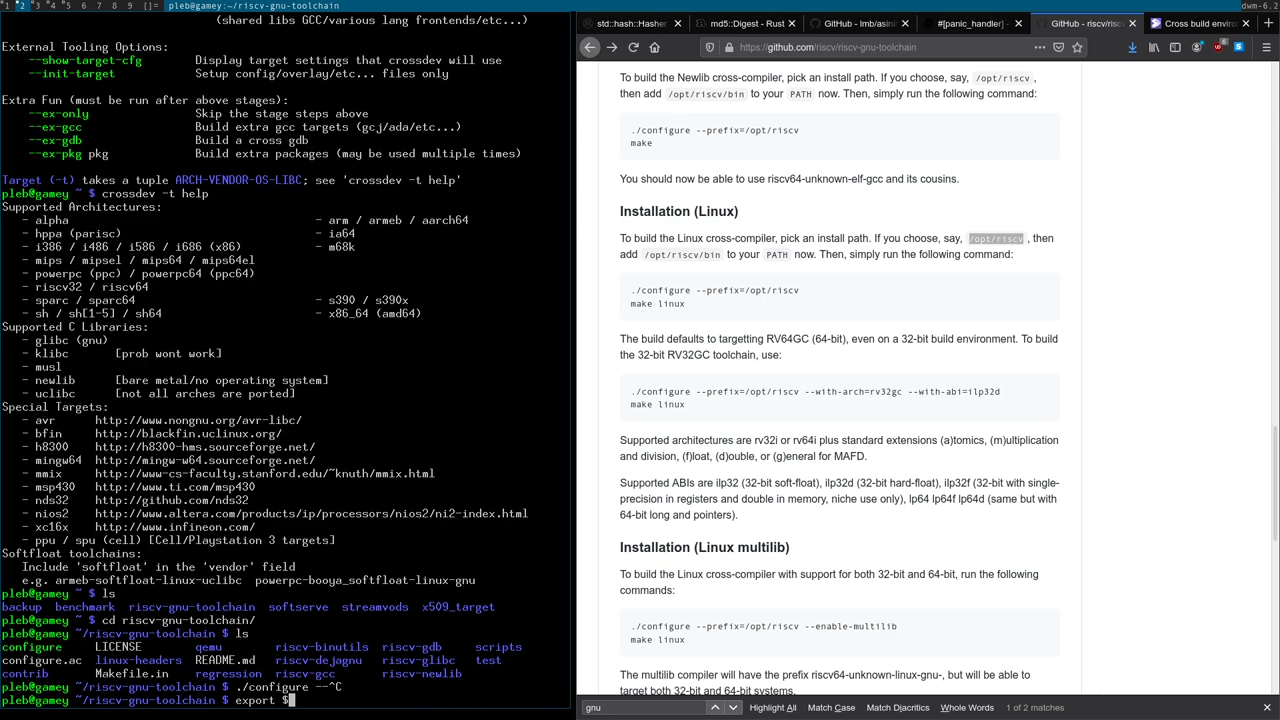 1 2 3 4 5 6 7 8 9 []= pleb@gamey:~/riscv-gnu-toolchain
dwm-6.2
(shared libs GCC/various lang frontends/etc...)
External Tooling Options:
--show-target-cfg Display target settings that crossdev will use
--init-target Setup config/overlay/etc... files only
Extra Fun (must be run after above stages):
--ex-only Skip the stage steps above
--ex-gcc Build extra gcc targets (gcj/ada/etc...)
--ex-gdb Build a cross gdb
--ex-pkg pkg Build extra packages (may be used multiple times)
Target (-t) takes a tuple ARCH-VENDOR-OS-LIBC; see 'crossdev -t help'
pleb@gamey ~ $ crossdev -t help
Supported Architectures:
- alpha - arm / armeb / aarch64
- hppa (parisc) - ia64
- i386 / i486 / i586 / i686 (x86) - m68k
- mips / mipsel / mips64 / mips64el
- powerpc (ppc) / powerpc64 (ppc64)
- riscv32 / riscv64
- sparc / sparc64 - s390 / s390x
- sh / sh[1-5] / sh64 - x86_64 (amd64)
Supported C Libraries:
- glibc (gnu)
- klibc [prob wont work]
- musl
- newlib [bare metal/no operating system]
- uclibc [not all arches are ported]
Special Targets:
- avr http://www.nongnu.org/avr-libc/
- bfin http://blackfin.uclinux.org/
- h8300 http://h8300-hms.sourceforge.net/
- mingw64 http://mingw-w64.sourceforge.net/
- mmix http://www-cs-faculty.stanford.edu/~knuth/mmix.html
- msp430 http://www.ti.com/msp430
- nds32 http://github.com/nds32
- nios2 http://www.altera.com/products/ip/processors/nios2/ni2-index.html
- xc16x http://www.infineon.com/
- ppu / spu (cell) [Cell/Playstation 3 targets]
Softfloat toolchains:
Include 'softfloat' in the 'vendor' field
e.g. armeb-softfloat-linux-uclibc powerpc-booya_softfloat-linux-gnu
pleb@gamey ~ $ ls
backup benchmark riscv-gnu-toolchain softserve streamvods x509_target
pleb@gamey ~ $ cd riscv-gnu-toolchain/
pleb@gamey ~/riscv-gnu-toolchain $ ls
configure LICENSE qemu riscv-binutils riscv-gdb scripts
configure.ac linux-headers README.md riscv-dejagnu riscv-glibc test
contrib Makefile.in regression riscv-gcc riscv-newlib
pleb@gamey ~/riscv-gnu-toolchain $ ./configure --^C
pleb@gamey ~/riscv-gnu-toolchain $ export $
std::hash::Hasher
md5::Digest - Rust
GitHub - lmb/asinit
#[panic_handler] -
GitHub - riscv/riscv
Cross build enviro
https://github.com/riscv/riscv-gnu-toolchain
To build the Newlib cross-compiler, pick an install path. If you choose, say, /opt/riscv ,
then add /opt/riscv/bin to your PATH now. Then, simply run the following command:
./configure --prefix=/opt/riscv
make
You should now be able to use riscv64-unknown-elf-gcc and its cousins.
Installation (Linux)
To build the Linux cross-compiler, pick an install path. If you choose, say, /opt/riscv , then
add /opt/riscv/bin to your PATH now. Then, simply run the following command:
./configure --prefix=/opt/riscv
make linux
The build defaults to targetting RV64GC (64-bit), even on a 32-bit build environment. To build
the 32-bit RV32GC toolchain, use:
./configure --prefix=/opt/riscv --with-arch=rv32gc --with-abi=ilp32d
make linux
Supported architectures are rv32i or rv64i plus standard extensions (a)tomics, (m)ultiplication
and division, (f)loat, (d)ouble, or (g)eneral for MAFD.
Supported ABIs are ilp32 (32-bit soft-float), ilp32d (32-bit hard-float), ilp32f (32-bit with single-
precision in registers and double in memory, niche use only), lp64 lp64f lp64d (same but with
64-bit long and pointers).
Installation (Linux multilib)
To build the Linux cross-compiler with support for both 32-bit and 64-bit, run the following
commands:
./configure --prefix=/opt/riscv --enable-multilib
make linux
The multilib compiler will have the prefix riscv64-unknown-linux-gnu-, but will be able to
target both 32-bit and 64-bit systems.
gnu Highlight All Match Case Match Diacritics Whole Words 1 of 2 matches